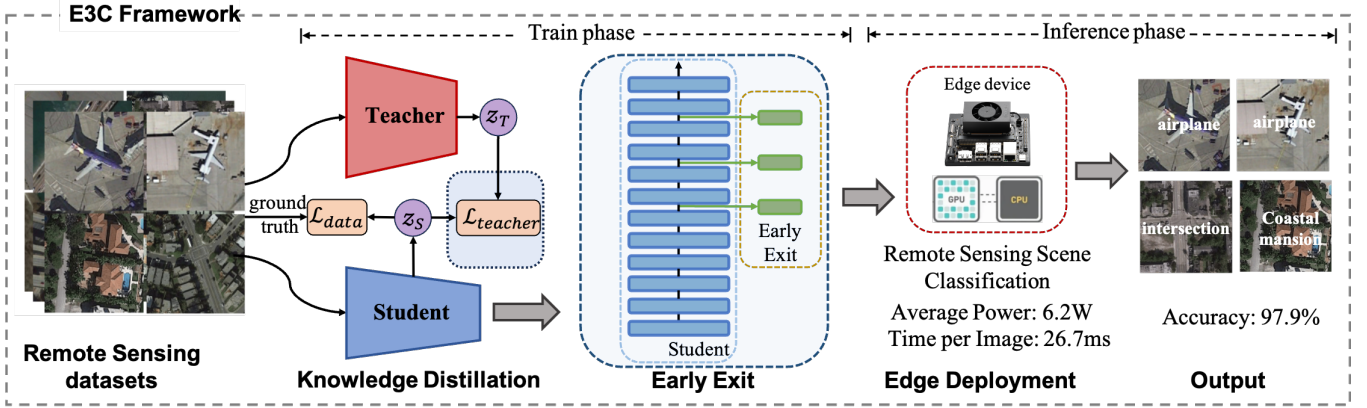 E3C Framework
Train phase
Inference phase
Teacher
z_T
ground
truth
ℒ_data
z_S
ℒ_teacher
Student
Early
Exit
Student
Edge device
GPU
CPU
Remote Sensing Scene
Classification
Average Power: 6.2W
Time per Image: 26.7ms
airplane
airplane
intersection
Coastal
mansion
Accuracy: 97.9%
Remote Sensing
datasets
Knowledge Distillation
Early Exit
Edge Deployment
Output